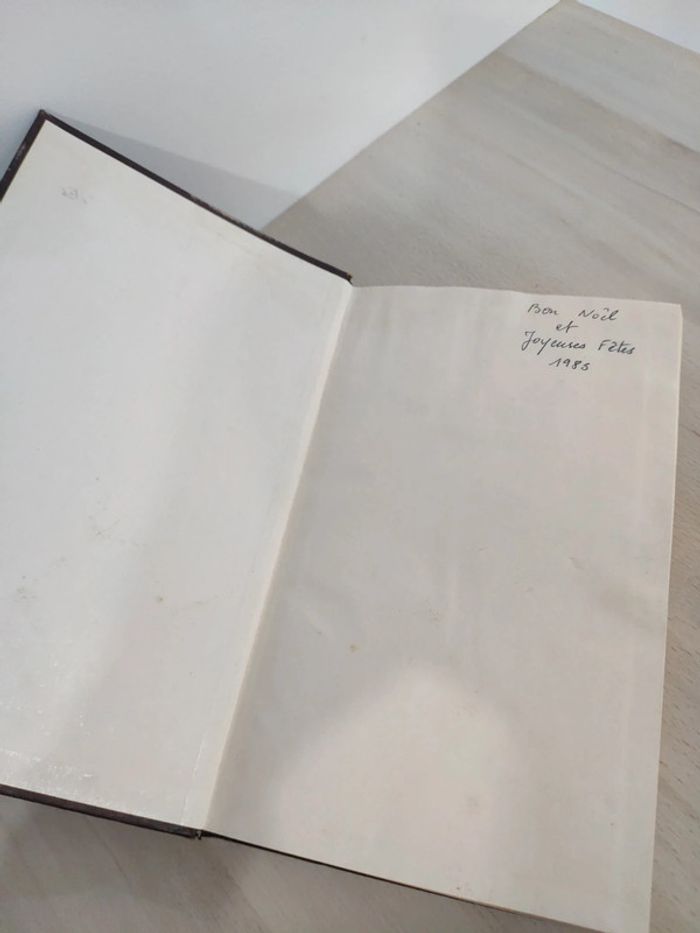 Bon Noël
et
Joyeuses Fêtes
1985